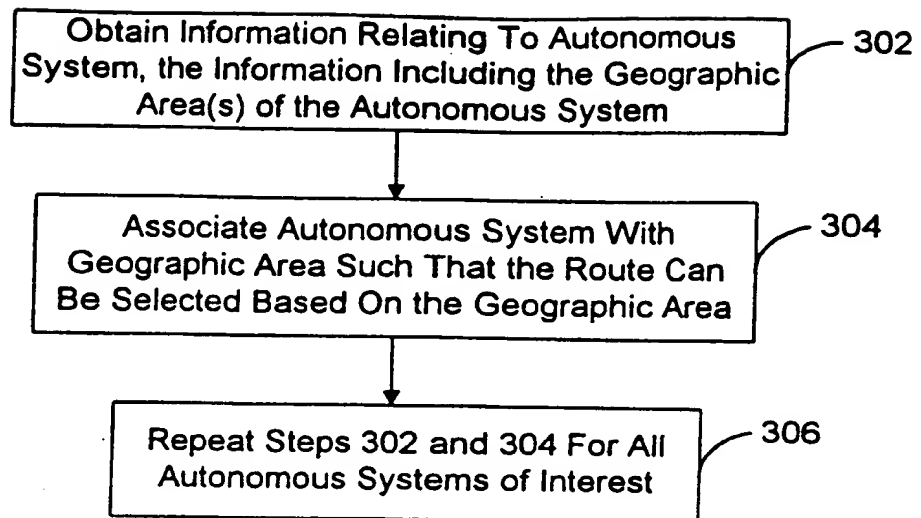 Obtain Information Relating To Autonomous
System, the Information Including the Geographic
Area(s) of the Autonomous System
302
Associate Autonomous System With
Geographic Area Such That the Route Can
Be Selected Based On the Geographic Area
304
Repeat Steps 302 and 304 For All
Autonomous Systems of Interest
306